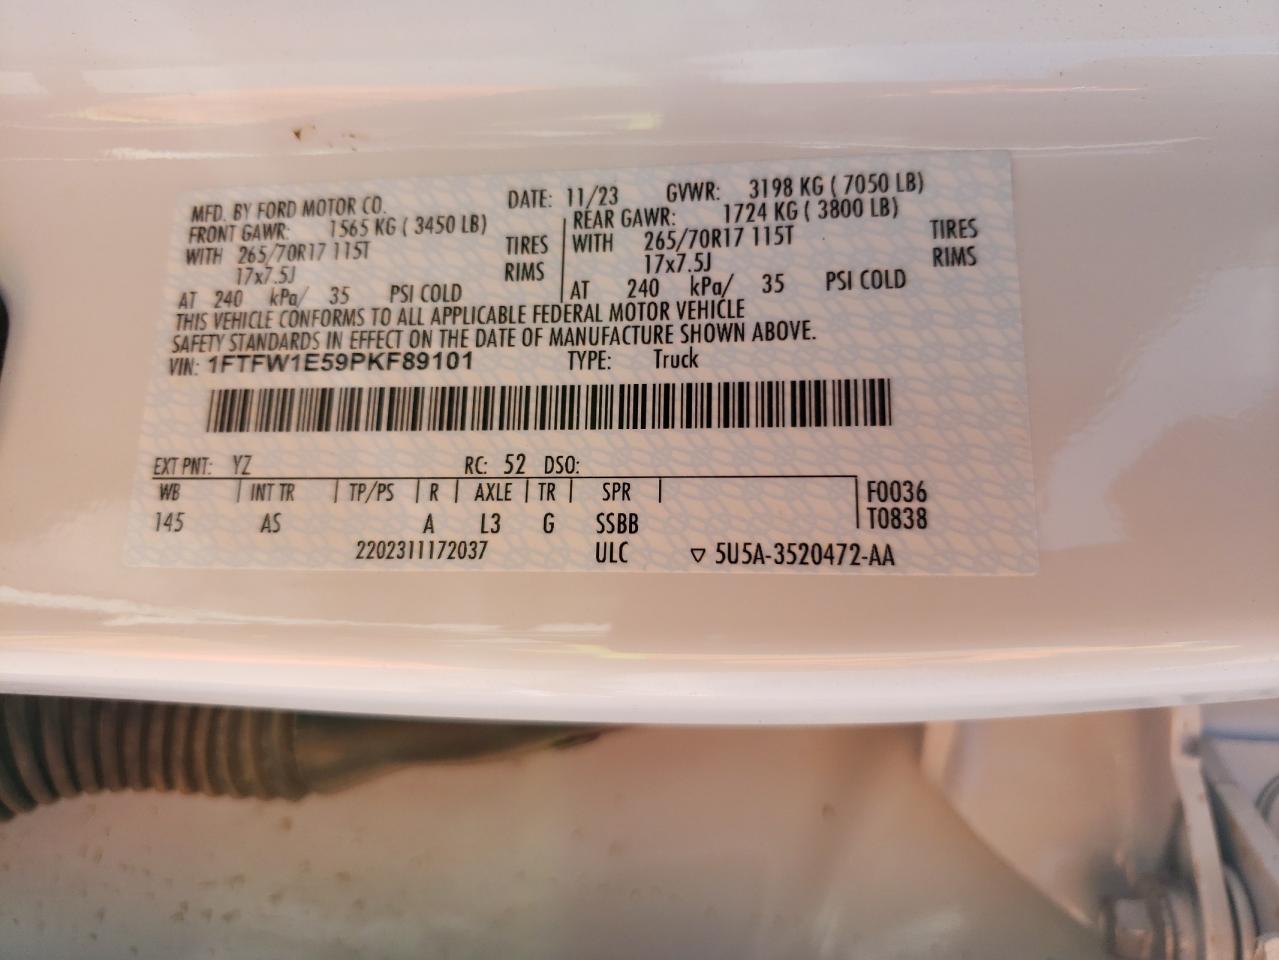 MFD. BY FORD MOTOR CO. DATE: 11/23 GVWR: 3198 KG ( 7050 LB)
FRONT GAWR: 1565 KG ( 3450 LB) REAR GAWR: 1724 KG ( 3800 LB)
WITH 265/70R17 115T TIRES WITH 265/70R17 115T TIRES
17x7.5J RIMS 17x7.5J RIMS
AT 240 kPa/ 35 PSI COLD AT 240 kPa/ 35 PSI COLD
THIS VEHICLE CONFORMS TO ALL APPLICABLE FEDERAL MOTOR VEHICLE
SAFETY STANDARDS IN EFFECT ON THE DATE OF MANUFACTURE SHOWN ABOVE.
VIN: 1FTFW1E59PKF89101 TYPE: Truck
EXT PNT: YZ RC: 52 DSO:
WB INT TR TP/PS R AXLE TR SPR F0036
145 AS A L3 G SSBB T0838
2202311172037 ULC ▽ 5U5A-3520472-AA